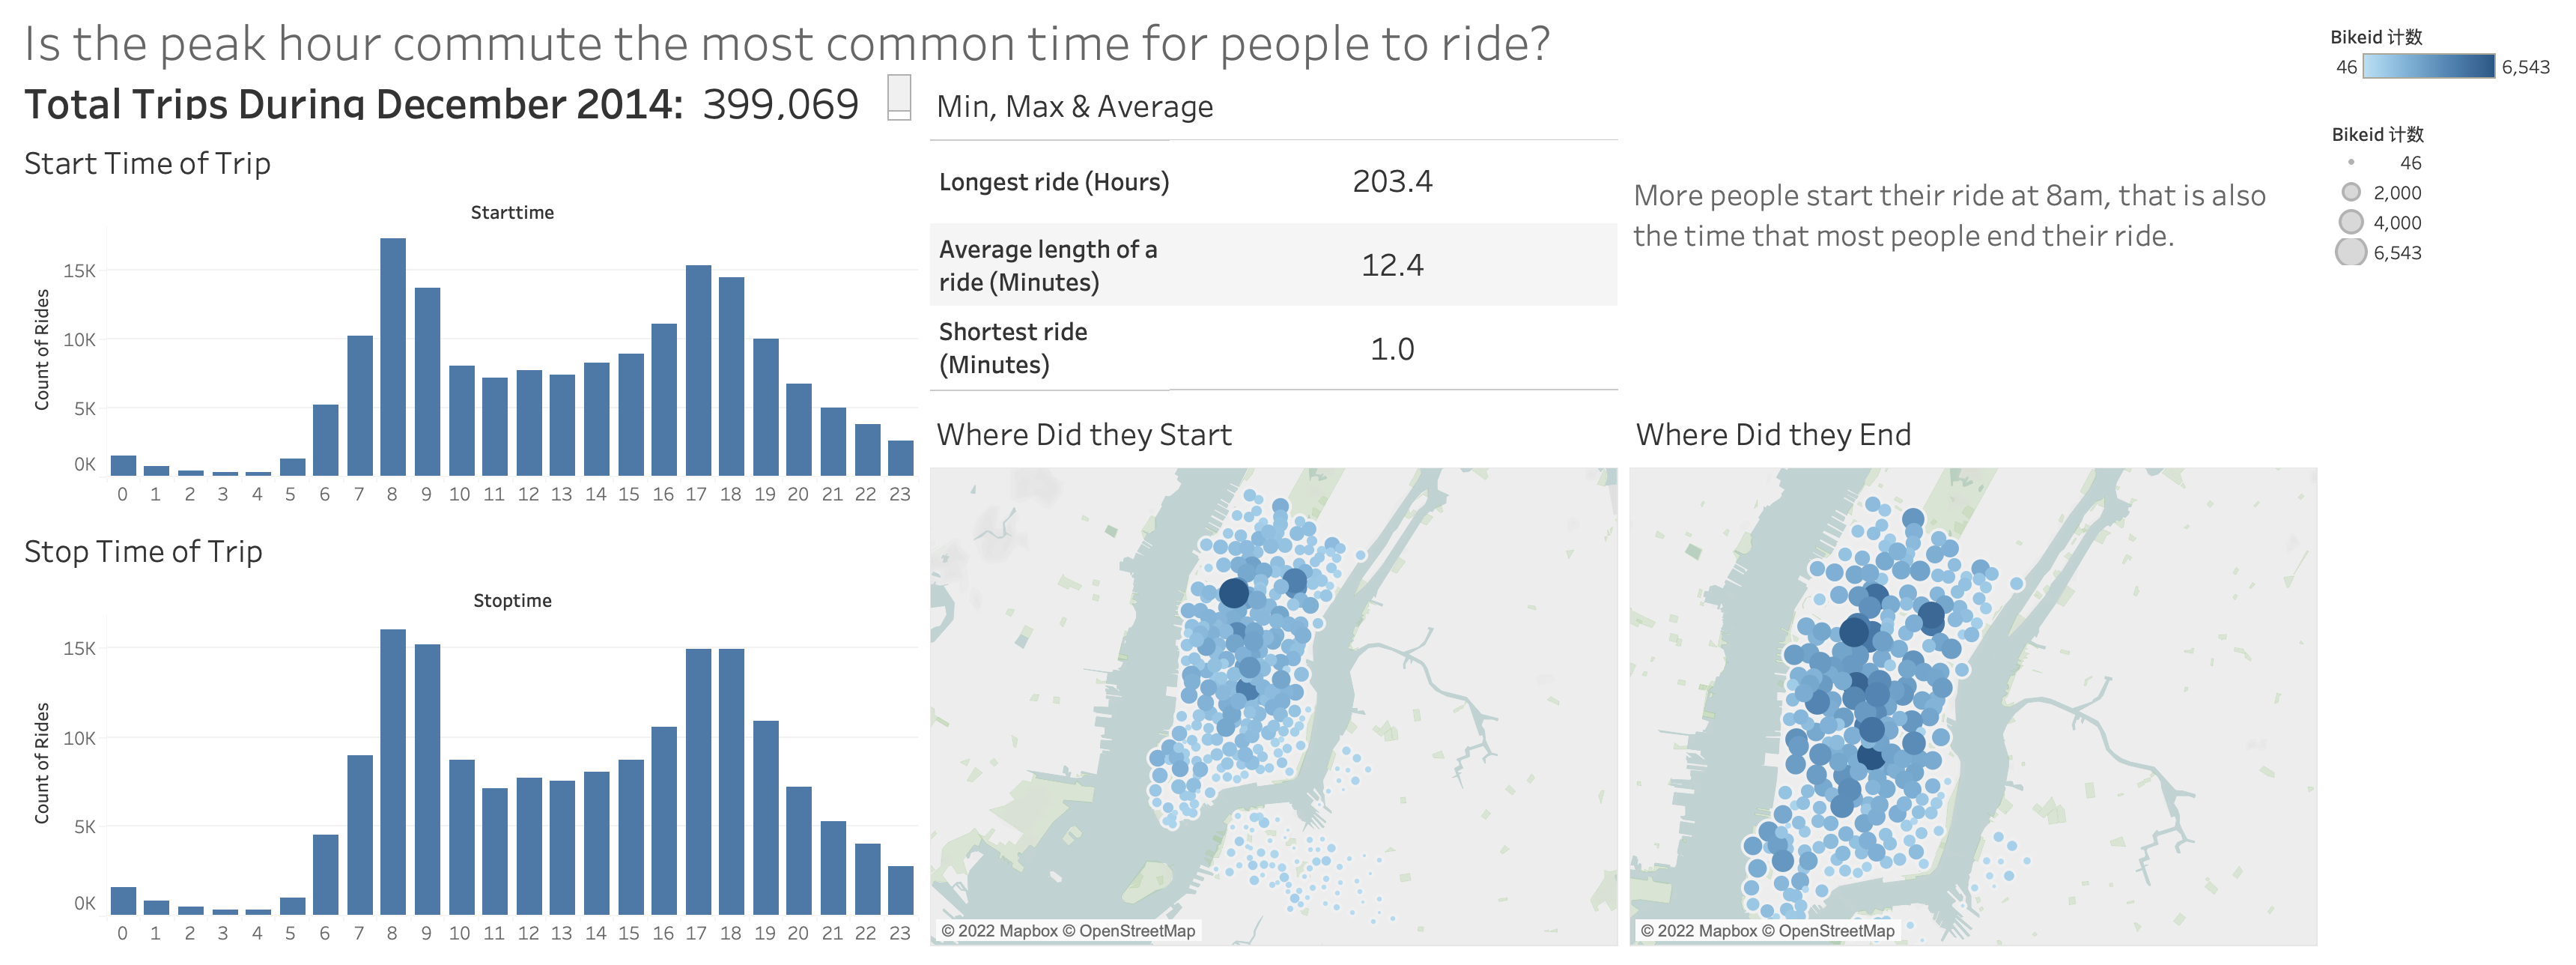 Is the peak hour commute the most common time for people to ride?
Total Trips During December 2014: 399,069
Start Time of Trip
Starttime
Count of Rides
15K
10K
5K
0K
0 1 2 3 4 5 6 7 8 9 10 11 12 13 14 15 16 17 18 19 20 21 22 23
Stop Time of Trip
Stoptime
Count of Rides
15K
10K
5K
0K
0 1 2 3 4 5 6 7 8 9 10 11 12 13 14 15 16 17 18 19 20 21 22 23
Min, Max & Average
Longest ride (Hours) 203.4
Average length of a
ride (Minutes) 12.4
Shortest ride
(Minutes) 1.0
More people start their ride at 8am, that is also
the time that most people end their ride.
Where Did they Start
© 2022 Mapbox © OpenStreetMap
Where Did they End
© 2022 Mapbox © OpenStreetMap
Bikeid 计数
46 6,543
Bikeid 计数
46
2,000
4,000
6,543